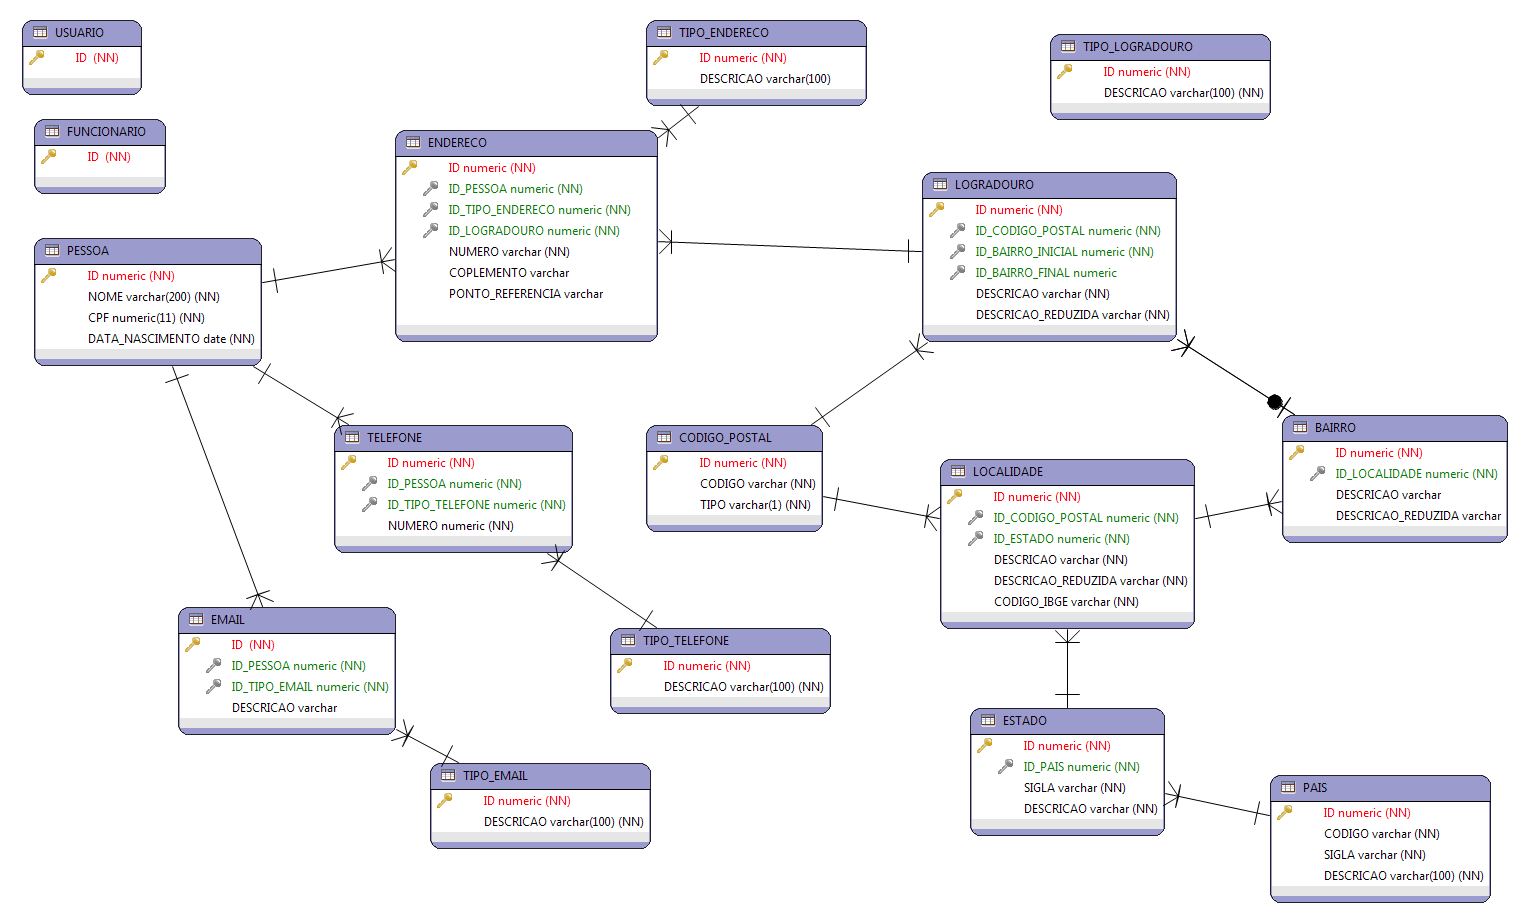 USUARIO
ID (NN)
FUNCIONARIO
ID (NN)
PESSOA
ID numeric (NN)
NOME varchar(200) (NN)
CPF numeric(11) (NN)
DATA_NASCIMENTO date (NN)
TIPO_ENDERECO
ID numeric (NN)
DESCRICAO varchar(100)
ENDERECO
ID numeric (NN)
ID_PESSOA numeric (NN)
ID_TIPO_ENDERECO numeric (NN)
ID_LOGRADOURO numeric (NN)
NUMERO varchar (NN)
COPLEMENTO varchar
PONTO_REFERENCIA varchar
TIPO_LOGRADOURO
ID numeric (NN)
DESCRICAO varchar(100) (NN)
LOGRADOURO
ID numeric (NN)
ID_CODIGO_POSTAL numeric (NN)
ID_BAIRRO_INICIAL numeric (NN)
ID_BAIRRO_FINAL numeric
DESCRICAO varchar (NN)
DESCRICAO_REDUZIDA varchar (NN)
TELEFONE
ID numeric (NN)
ID_PESSOA numeric (NN)
ID_TIPO_TELEFONE numeric (NN)
NUMERO numeric (NN)
CODIGO_POSTAL
ID numeric (NN)
CODIGO varchar (NN)
TIPO varchar(1) (NN)
LOCALIDADE
ID numeric (NN)
ID_CODIGO_POSTAL numeric (NN)
ID_ESTADO numeric (NN)
DESCRICAO varchar (NN)
DESCRICAO_REDUZIDA varchar (NN)
CODIGO_IBGE varchar (NN)
BAIRRO
ID numeric (NN)
ID_LOCALIDADE numeric (NN)
DESCRICAO varchar
DESCRICAO_REDUZIDA varchar
EMAIL
ID (NN)
ID_PESSOA numeric (NN)
ID_TIPO_EMAIL numeric (NN)
DESCRICAO varchar
TIPO_TELEFONE
ID numeric (NN)
DESCRICAO varchar(100) (NN)
TIPO_EMAIL
ID numeric (NN)
DESCRICAO varchar(100) (NN)
ESTADO
ID numeric (NN)
ID_PAIS numeric (NN)
SIGLA varchar (NN)
DESCRICAO varchar (NN)
PAIS
ID numeric (NN)
CODIGO varchar (NN)
SIGLA varchar (NN)
DESCRICAO varchar(100) (NN)